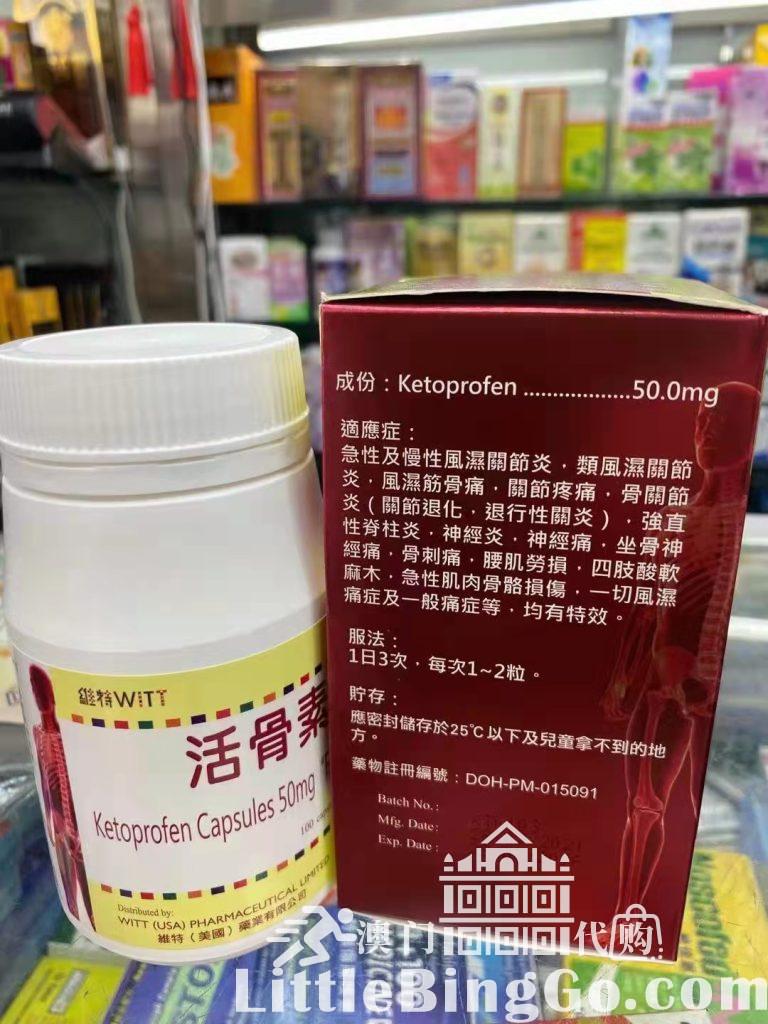 成份：Ketoprofen ..................50.0mg
適應症：
急性及慢性風濕關節炎．類風濕關節
炎．風濕筋骨痛．關節疼痛．骨關節
炎（關節退化．退行性關炎）．強直
性脊柱炎．神經炎．神經痛．坐骨神
經痛．骨刺痛．腰肌勞損．四肢酸軟
麻木．急性肌肉骨骼損傷．一切風濕
痛症及一般痛症等．均有特效。
服法：
1日3次，每次1~2粒。
貯存：
應密封儲存於25℃以下及兒童拿不到的地
方。
藥物註冊編號：DOH-PM-015091
Batch No.:
Mfg. Date:
Exp. Date :
維特WITT
活骨素
Ketoprofen Capsules 50mg
100
Distributed by:
WITT (USA) PHARMACEUTICAL LIMITED
維特（美國）藥業有限公司
澳门代购
LittleBingGo.com